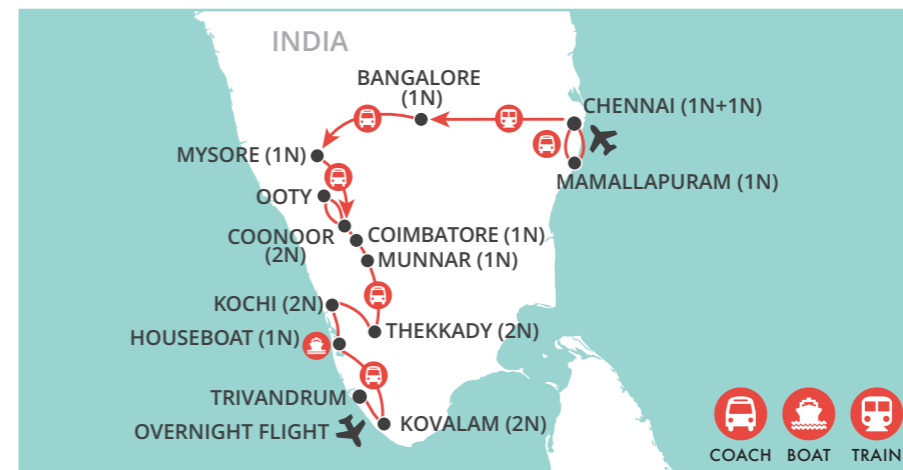 INDIA
BANGALORE
(1N)
CHENNAI (1N+1N)
MYSORE (1N)
MAMALLAPURAM (1N)
OOTY
COONOOR
(2N)
COIMBATORE (1N)
MUNNAR (1N)
KOCHI (2N)
HOUSEBOAT (1N)
THEKKADY (2N)
TRIVANDRUM
OVERNIGHT FLIGHT
KOVALAM (2N)
COACH BOAT TRAIN